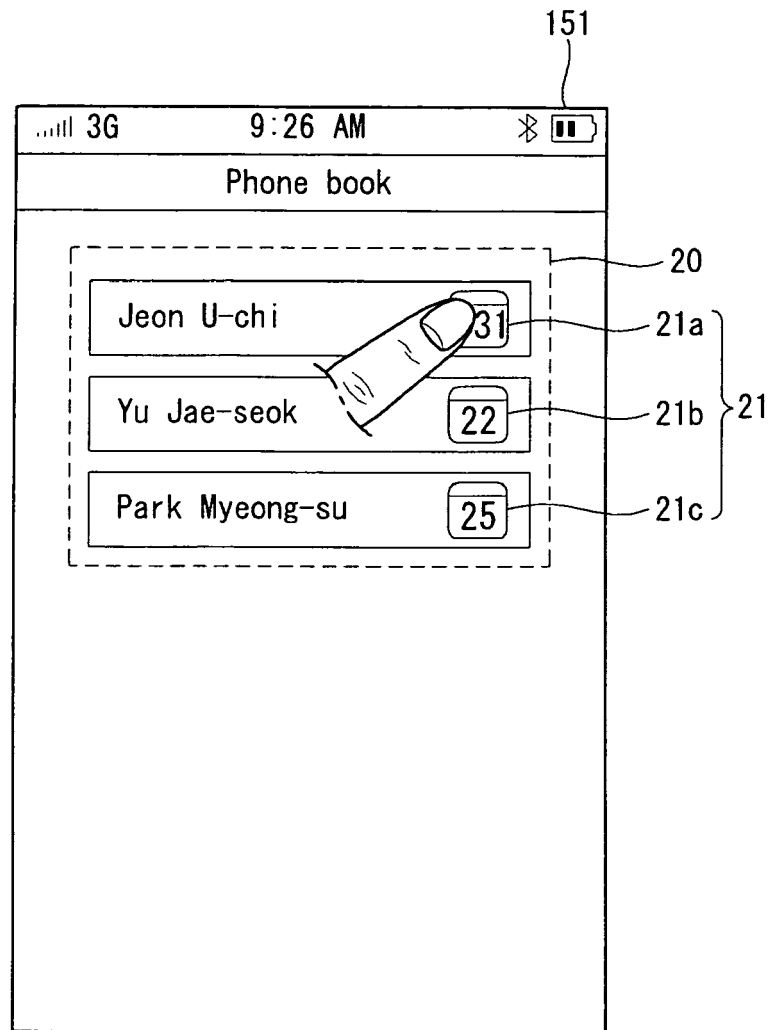 151
3G 9:26 AM
Phone book
20
Jeon U-chi 31 21a
Yu Jae-seok 22 21b 21
Park Myeong-su 25 21c